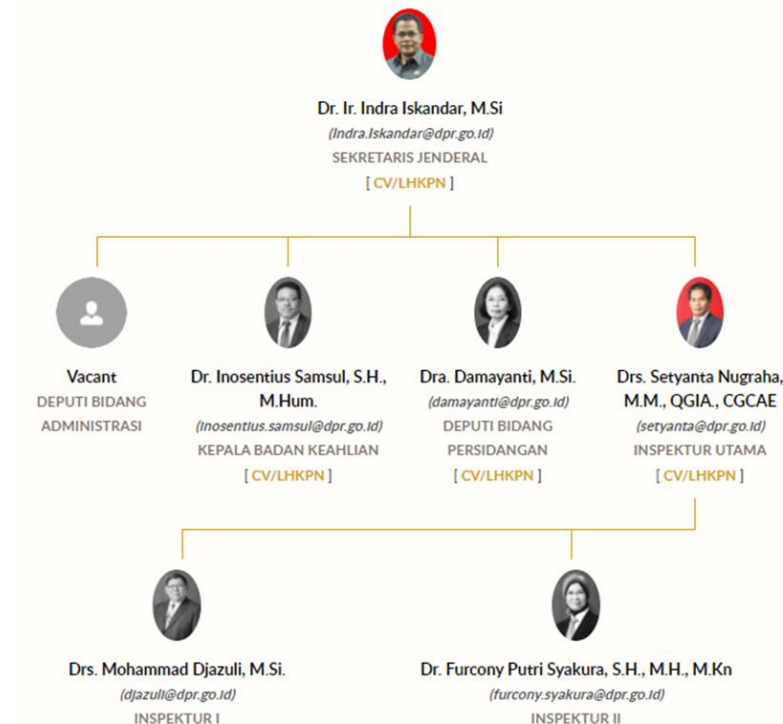 Dr. Ir. Indra Iskandar, M.Si
(Indra.Iskandar@dpr.go.id)
SEKRETARIS JENDERAL
[ CV/LHKPN ]
Vacant
DEPUTI BIDANG
ADMINISTRASI
Dr. Inosentius Samsul, S.H.,
M.Hum.
(Inosentius.samsul@dpr.go.id)
KEPALA BADAN KEAHLIAN
[ CV/LHKPN ]
Dra. Damayanti, M.Si.
(damayanti@dpr.go.id)
DEPUTI BIDANG
PERSIDANGAN
[ CV/LHKPN ]
Drs. Setyanta Nugraha,
M.M., QGIA., CGCAE
(setyanta@dpr.go.id)
INSPEKTUR UTAMA
[ CV/LHKPN ]
Drs. Mohammad Djazuli, M.Si.
(djazuli@dpr.go.id)
INSPEKTUR I
Dr. Furcony Putri Syakura, S.H., M.H., M.Kn
(furcony.syakura@dpr.go.id)
INSPEKTUR II